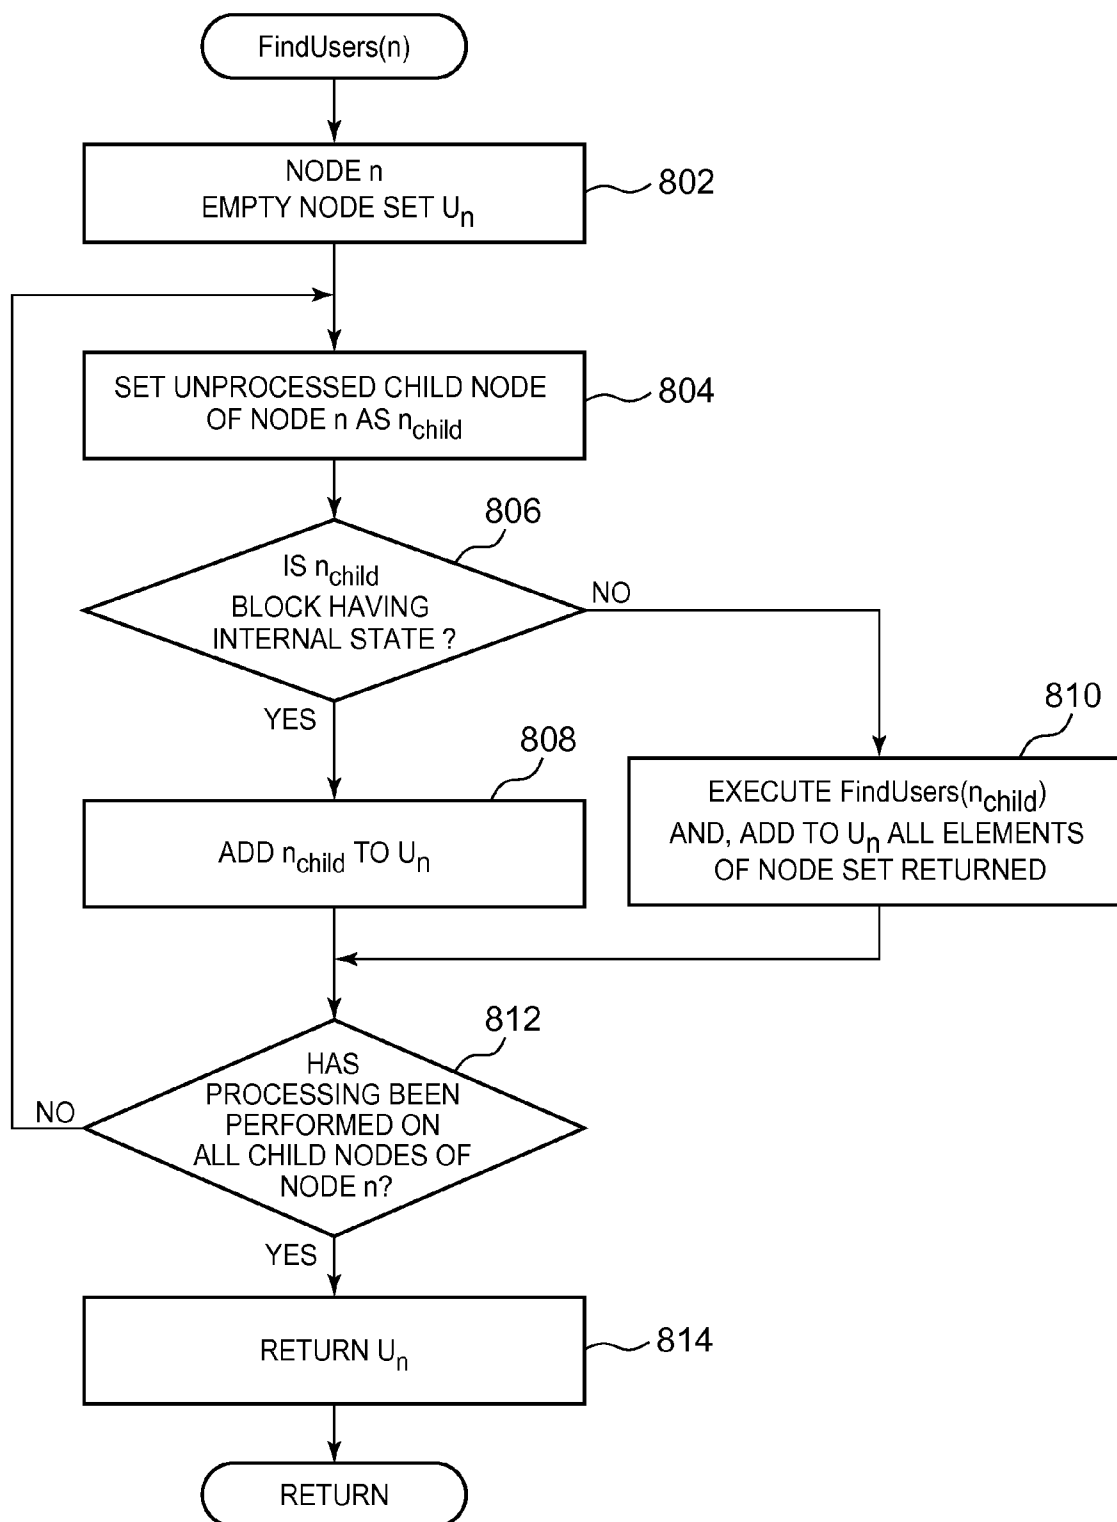 FindUsers(n)
NODE n
EMPTY NODE SET Un
802
SET UNPROCESSED CHILD NODE
OF NODE n AS nchild
804
806
IS nchild
BLOCK HAVING
INTERNAL STATE ?
NO
YES
808
810
ADD nchild TO Un
EXECUTE FindUsers(nchild)
AND, ADD TO Un ALL ELEMENTS
OF NODE SET RETURNED
812
HAS
PROCESSING BEEN
PERFORMED ON
ALL CHILD NODES OF
NODE n?
NO
YES
RETURN Un
814
RETURN